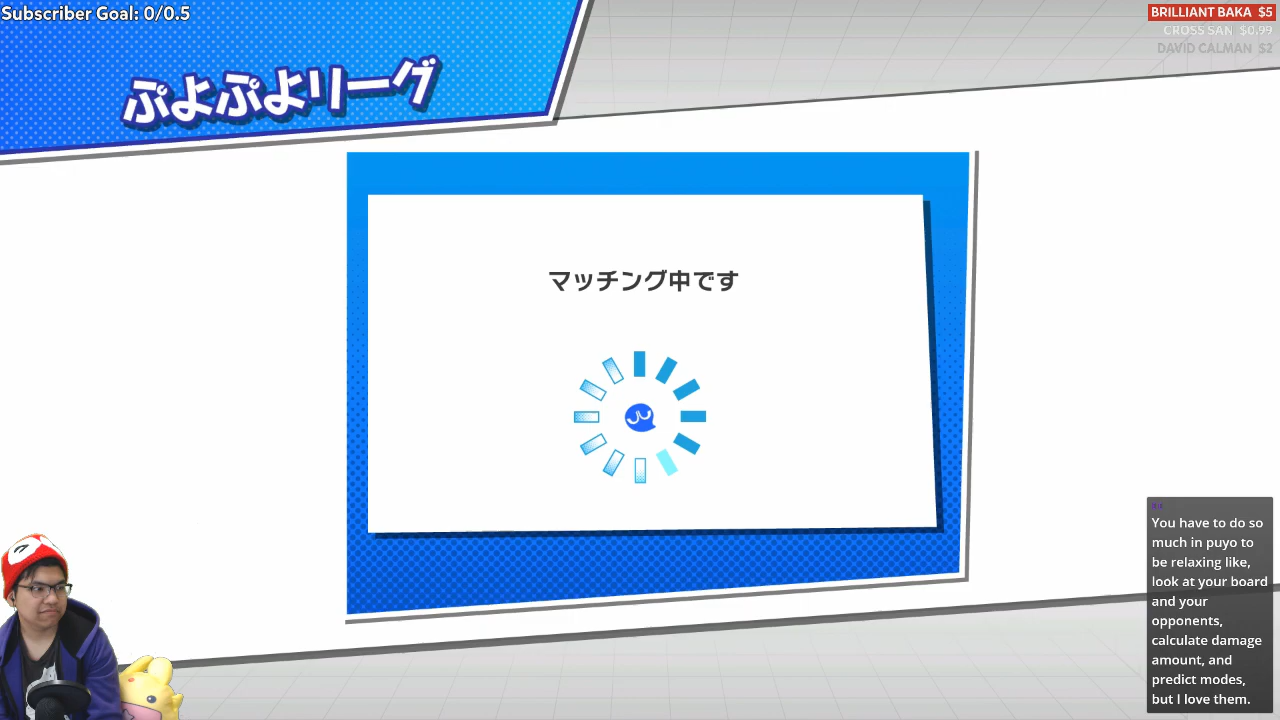 Subscriber Goal: 0/0.5
BRILLIANT BAKA $5
CROSS SAN $0.99
DAVID CALMAN $2
ぷよぷよリーグ
マッチング中です
You have to do so
much in puyo to
be relaxing like,
look at your board
and your
opponents,
calculate damage
amount, and
predict modes,
but I love them.